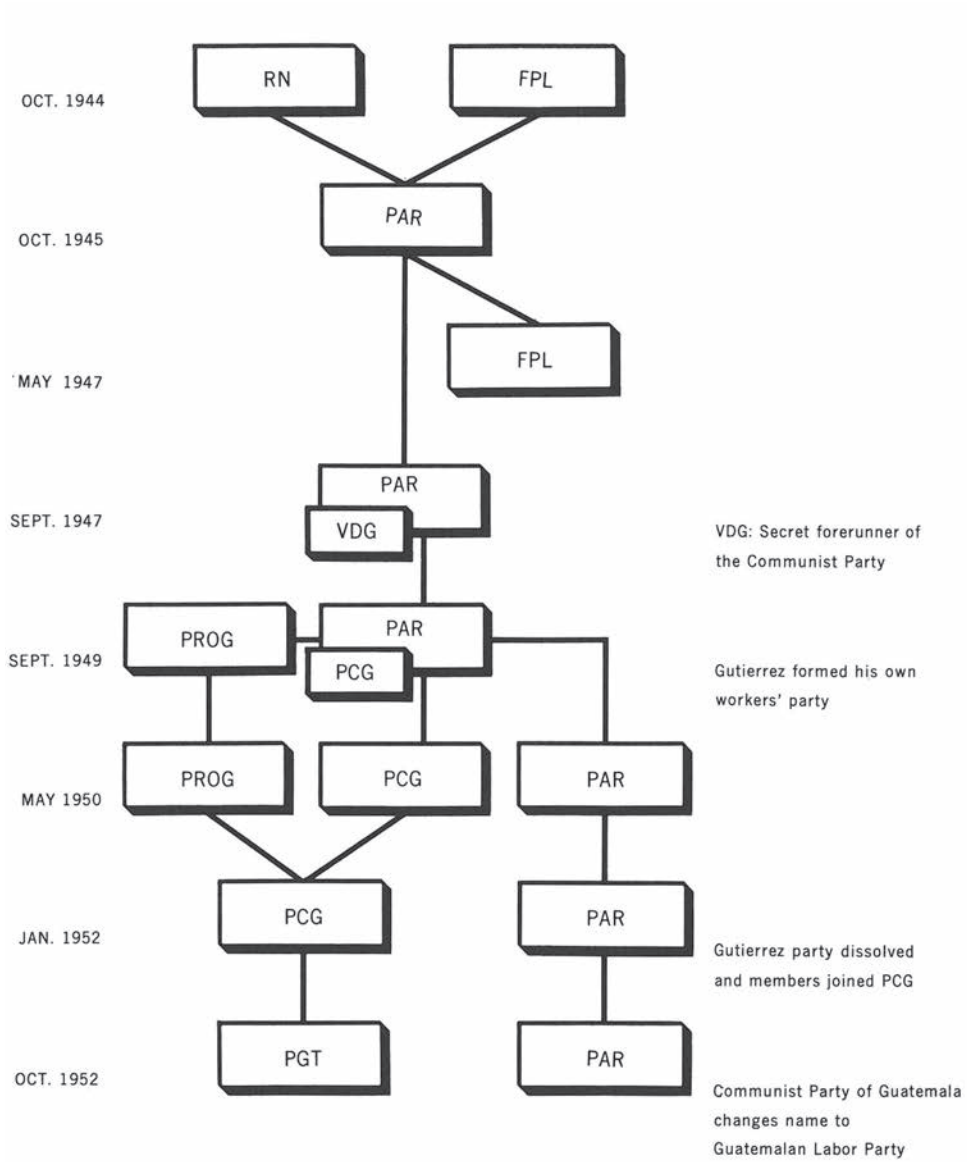 RN
FPL
OCT. 1944
PAR
OCT. 1945
FPL
MAY 1947
PAR
VDG
SEPT. 1947
VDG: Secret forerunner of
the Communist Party
PROG
PAR
PCG
SEPT. 1949
Gutierrez formed his own
workers' party
PROG
PCG
PAR
MAY 1950
PCG
PAR
JAN. 1952
Gutierrez party dissolved
and members joined PCG
PGT
PAR
OCT. 1952
Communist Party of Guatemala
changes name to
Guatemalan Labor Party